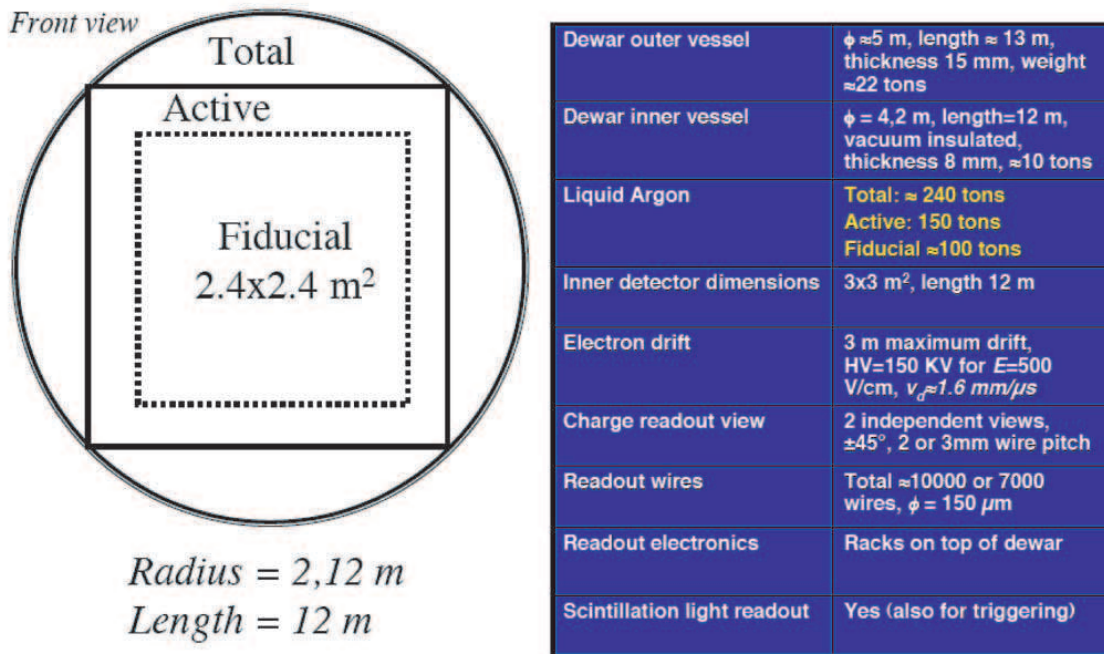 Front view
Total
Active
Fiducial
2.4x2.4 m²
Radius = 2,12 m
Length = 12 m
Dewar outer vessel
ϕ ≈5 m, length ≈ 13 m,
thickness 15 mm, weight
≈22 tons
Dewar inner vessel
ϕ = 4,2 m, length=12 m,
vacuum insulated,
thickness 8 mm, ≈10 tons
Liquid Argon
Total: ≈ 240 tons
Active: 150 tons
Fiducial ≈100 tons
Inner detector dimensions
3x3 m², length 12 m
Electron drift
3 m maximum drift,
HV=150 KV for E=500
V/cm, v_d≈1.6 mm/µs
Charge readout view
2 independent views,
±45°, 2 or 3mm wire pitch
Readout wires
Total ≈10000 or 7000
wires, ϕ = 150 µm
Readout electronics
Racks on top of dewar
Scintillation light readout
Yes (also for triggering)